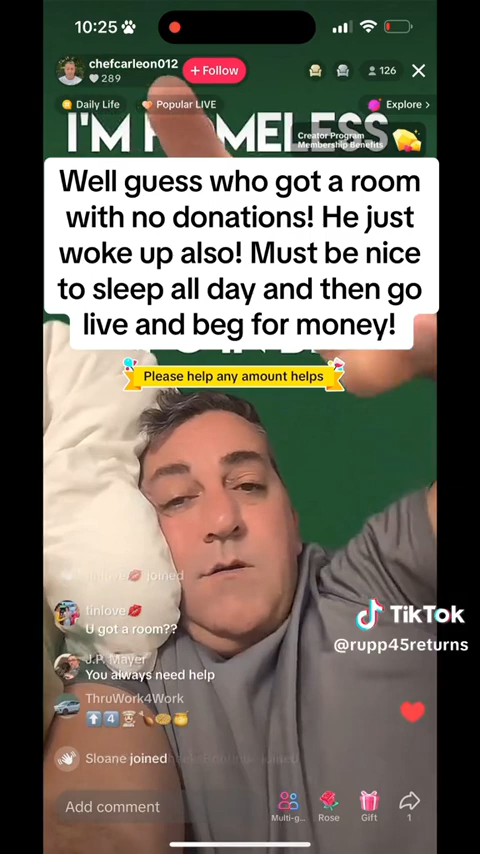 10:25
chefcarleon012
289
+ Follow
126
Daily Life
Popular LIVE
Explore >
I'M HOMELESS
Creator Program
Membership Benefits
Well guess who got a room
with no donations! He just
woke up also! Must be nice
to sleep all day and then go
live and beg for money!
Please help any amount helps
tinlove💋 joined
tinlove💋
U got a room??
TikTok
@rupp45returns
J.P. Mayer
You always need help
ThruWork4Work
Sloane joined
Add comment
Multi-g...
Rose
Gift
1